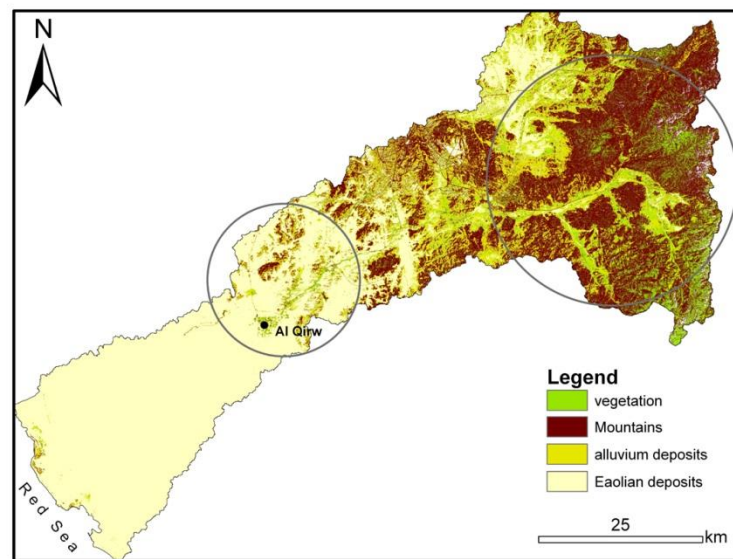 N
Al Qirw
Legend
vegetation
Mountains
alluvium deposits
Eaolian deposits
Red Sea
25
km